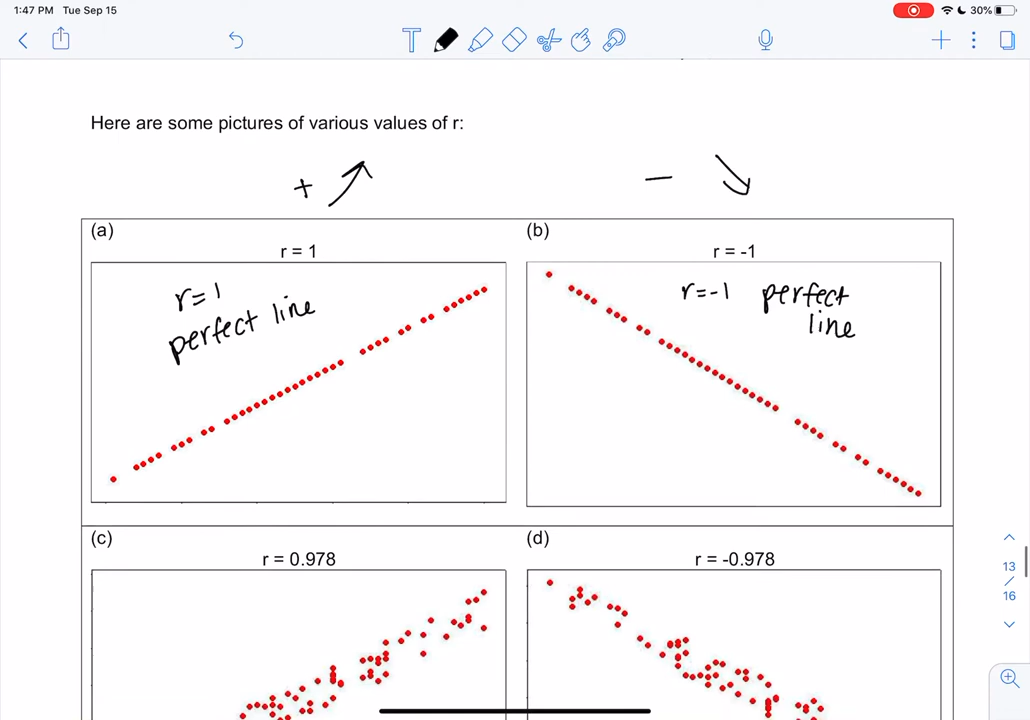 1:47 PM Tue Sep 15
30%
T
Here are some pictures of various values of r:
+ −
(a)
r = 1
r=1
perfect line
(b)
r = -1
r=-1 perfect
line
(c)
r = 0.978
(d)
r = -0.978
13
/
16